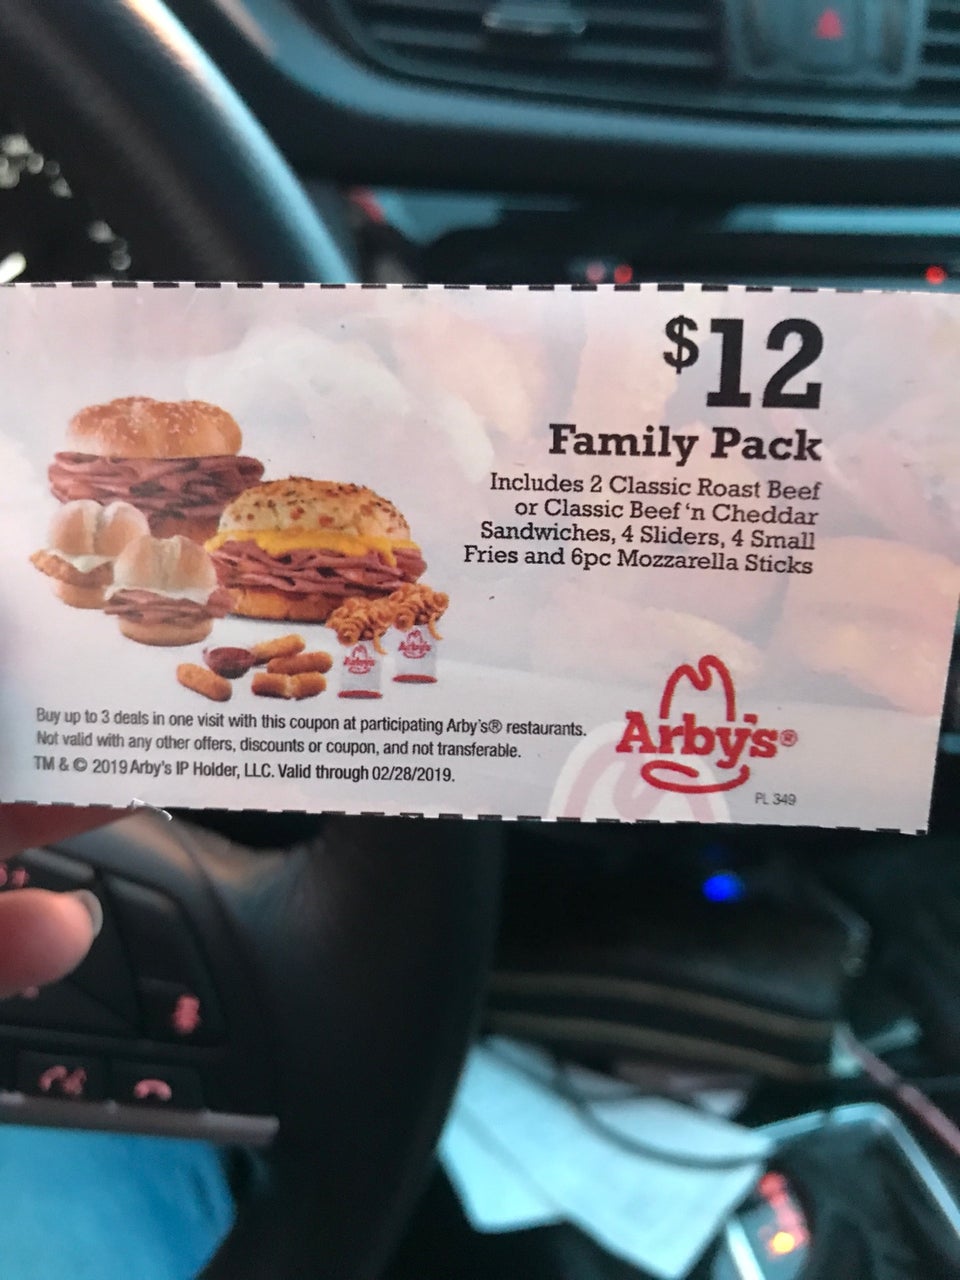 $12
Family Pack
Includes 2 Classic Roast Beef
or Classic Beef 'n Cheddar
Sandwiches, 4 Sliders, 4 Small
Fries and 6pc Mozzarella Sticks
Arby's
Arby's
Buy up to 3 deals in one visit with this coupon at participating Arby's® restaurants.
Not valid with any other offers, discounts or coupon, and not transferable.
TM & © 2019 Arby's IP Holder, LLC. Valid through 02/28/2019.
Arby's®
PL 349